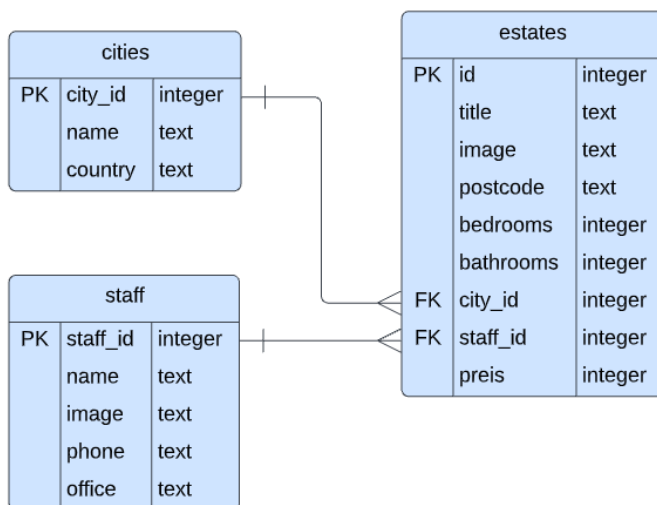 cities
PK city_id integer
name text
country text
staff
PK staff_id integer
name text
image text
phone text
office text
estates
PK id integer
title text
image text
postcode text
bedrooms integer
bathrooms integer
FK city_id integer
FK staff_id integer
preis integer